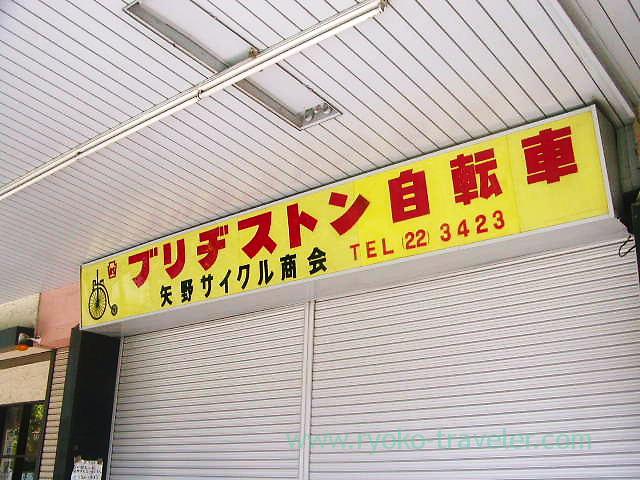 ブリヂストン自転車
矢野サイクル商会 TEL (22) 3423
www.ryoko-traveler.com